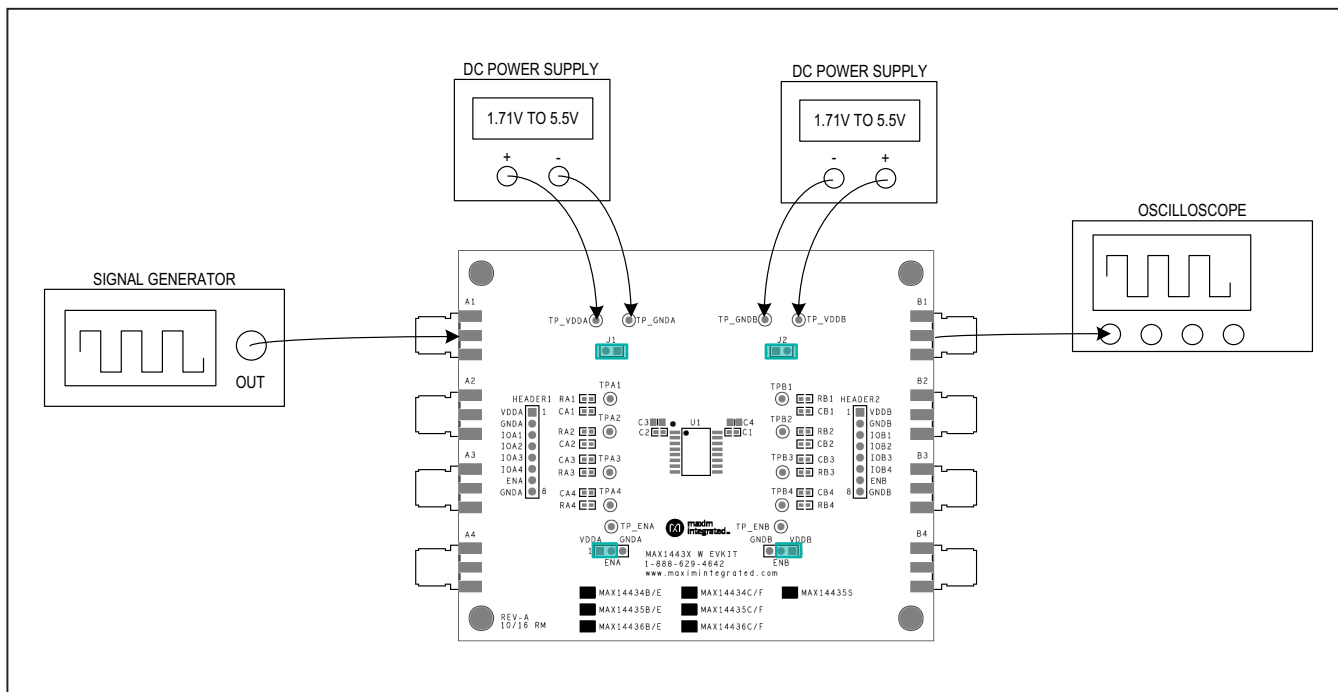 DC POWER SUPPLY
1.71V TO 5.5V
+ -
DC POWER SUPPLY
1.71V TO 5.5V
- +
SIGNAL GENERATOR
OUT
OSCILLOSCOPE
A1
B1
TP_VDDA
TP_GNDA
TP_GNDB
TP_VDDB
J1
J2
A2
B2
HEADER1
VDDA 1
GNDA
IOA1
IOA2
IOA3
IOA4
ENA
GNDA 8
A3
A4
RA1
CA1
RA2
CA2
CA3
RA3
CA4
RA4
TPA1
TPA2
TPA3
TPA4
C3
C2
U1
C4
C1
TPB1
TPB2
TPB3
TPB4
RB1
CB1
RB2
CB2
CB3
RB3
CB4
RB4
HEADER2
1 VDDB
GNDB
IOB1
IOB2
IOB3
IOB4
ENB
8 GNDB
B3
B4
TP_ENA
maxim
integrated™
TP_ENB
VDDA GNDA
1
ENA
GNDB VDDB
ENB
MAX1443X W EVKIT
1-888-629-4642
www.maximintegrated.com
MAX14434B/E
MAX14434C/F
MAX14435S
MAX14435B/E
MAX14435C/F
MAX14436B/E
MAX14436C/F
REV-A
10/16 RM